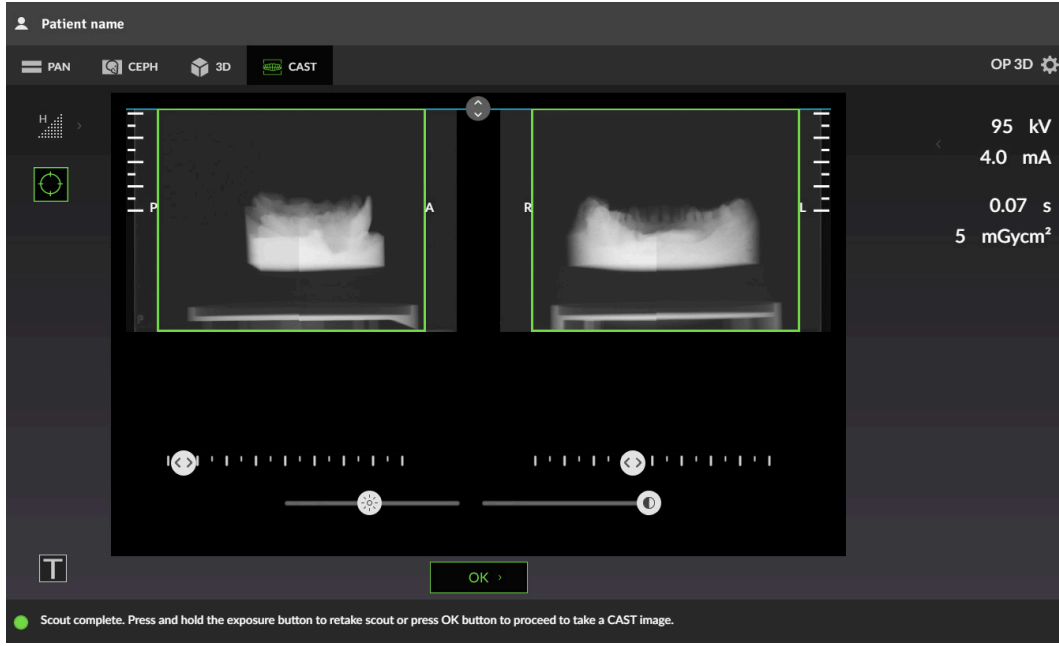 Patient name
PAN
CEPH
3D
CAST
OP 3D
H
95 kV
4.0 mA
0.07 s
5 mGycm²
P
A
R
L
P
T
OK
Scout complete. Press and hold the exposure button to retake scout or press OK button to proceed to take a CAST image.